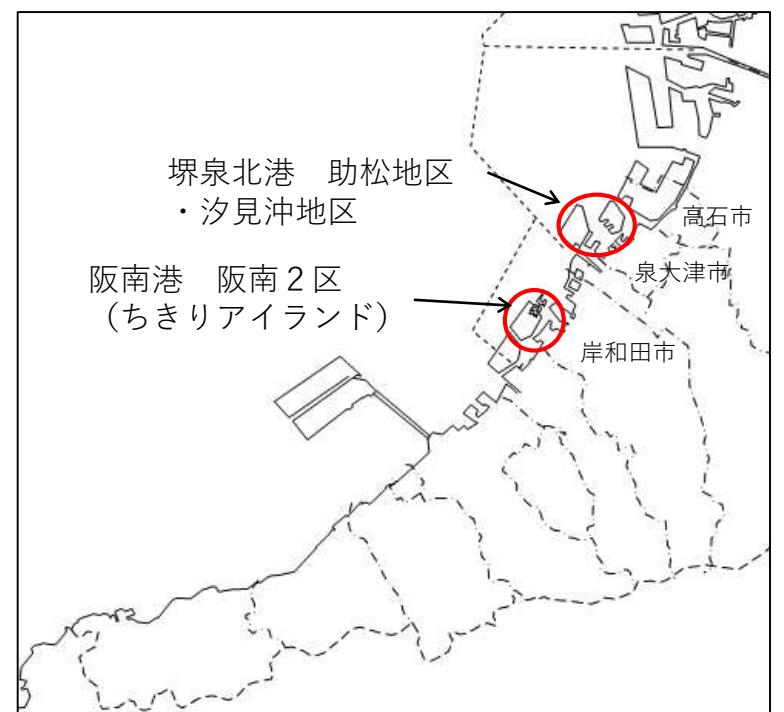 堺泉北港　助松地区
・汐見沖地区
高石市
泉大津市
阪南港　阪南２区
（ちきりアイランド）
岸和田市